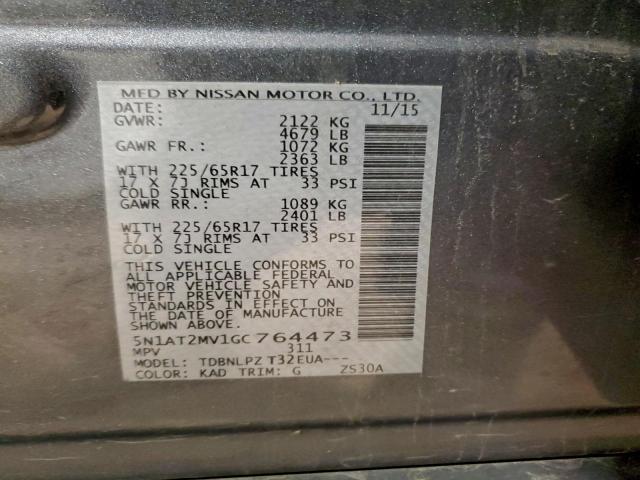 MFD BY NISSAN MOTOR CO., LTD.
DATE: 11/15
GVWR: 2122 KG
4679 LB
GAWR FR.: 1072 KG
2363 LB
WITH 225/65R17 TIRES
17 X 7J RIMS AT 33 PSI
COLD SINGLE
GAWR RR.: 1089 KG
2401 LB
WITH 225/65R17 TIRES
17 X 7J RIMS AT 33 PSI
COLD SINGLE
THIS VEHICLE CONFORMS TO
ALL APPLICABLE FEDERAL
MOTOR VEHICLE SAFETY AND
THEFT PREVENTION
STANDARDS IN EFFECT ON
THE DATE OF MANUFACTURE
SHOWN ABOVE.
5N1AT2MV1GC764473
MPV 311
MODEL: TDBNLPZ T32EUA---
COLOR: KAD TRIM: G ZS30A